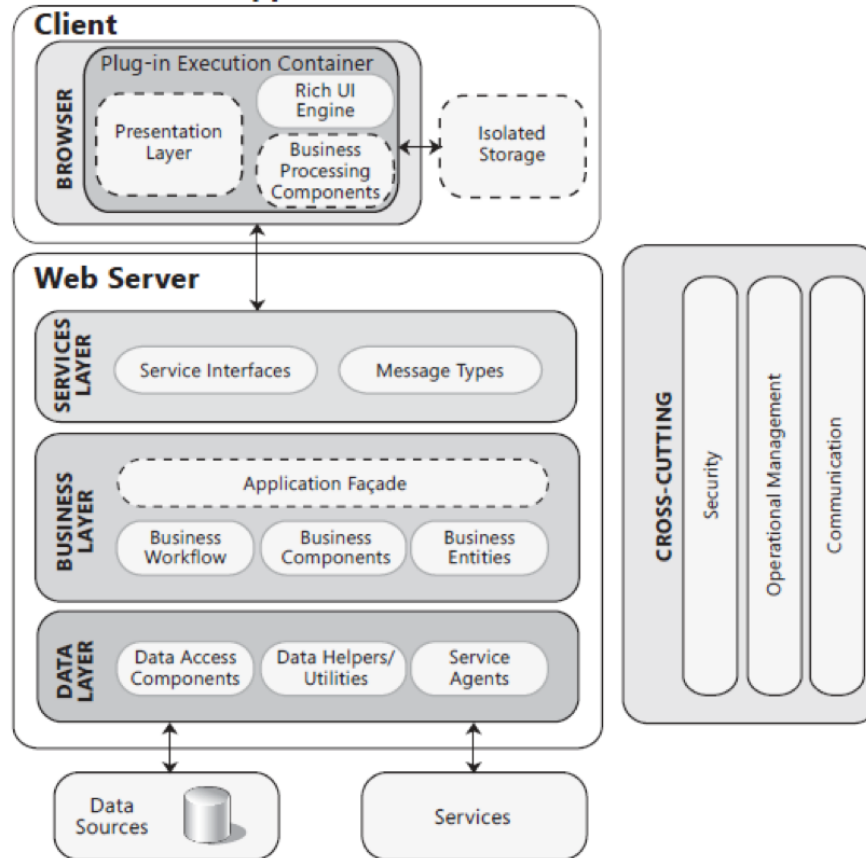 Client
Plug-in Execution Container
BROWSER
Presentation
Layer
Rich UI
Engine
Business
Processing
Components
Isolated
Storage
Web Server
SERVICES
LAYER
Service Interfaces
Message Types
BUSINESS
LAYER
Application Façade
Business
Workflow
Business
Components
Business
Entities
DATA
LAYER
Data Access
Components
Data Helpers/
Utilities
Service
Agents
Data
Sources
Services
CROSS-CUTTING
Security
Operational Management
Communication